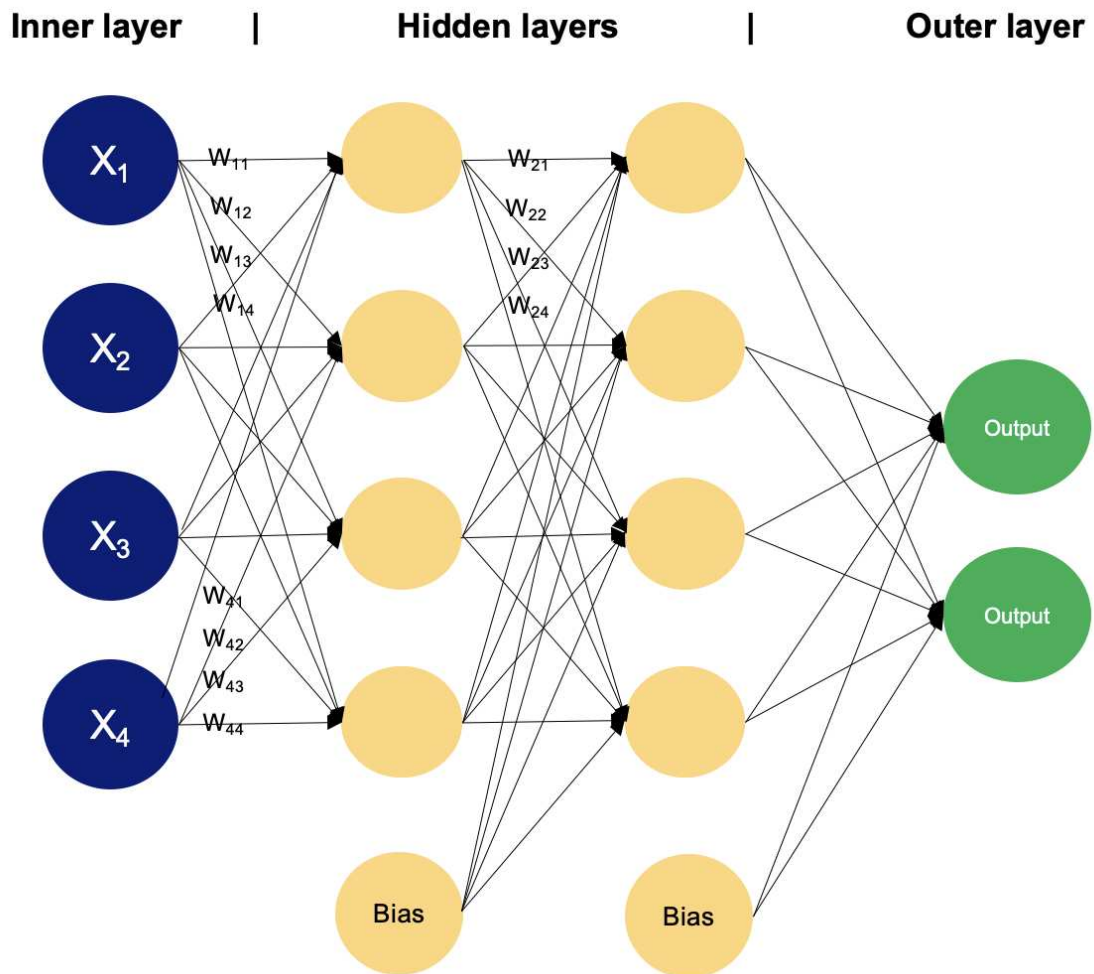 Inner layer | Hidden layers | Outer layer
X₁
W₁₁
W₂₁
W₁₂
W₂₂
W₁₃
W₂₃
W₁₄
W₂₄
X₂
Output
X₃
W₄₁
Output
W₄₂
W₄₃
X₄
W₄₄
Bias
Bias